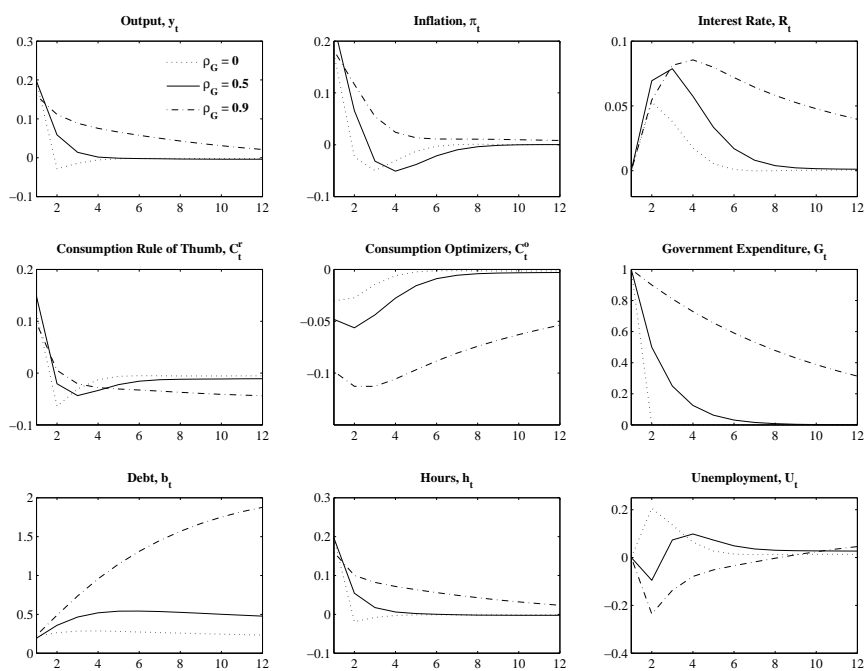 Output, y_t
Inflation, π_t
Interest Rate, R_t
0.3
0.2
0.1
0
−0.1
2 4 6 8 10 12
ρ_G = 0
ρ_G = 0.5
ρ_G = 0.9
0.2
0.1
0
−0.1
2 4 6 8 10 12
0.1
0.05
0
2 4 6 8 10 12
Consumption Rule of Thumb, C_t^r
Consumption Optimizers, C_t^o
Government Expenditure, G_t
0.2
0.1
0
−0.1
2 4 6 8 10 12
0
−0.05
−0.1
2 4 6 8 10 12
1
0.8
0.6
0.4
0.2
0
2 4 6 8 10 12
Debt, b_t
Hours, h_t
Unemployment, U_t
2
1.5
1
0.5
0
2 4 6 8 10 12
0.3
0.2
0.1
0
−0.1
2 4 6 8 10 12
0.2
0
−0.2
−0.4
2 4 6 8 10 12